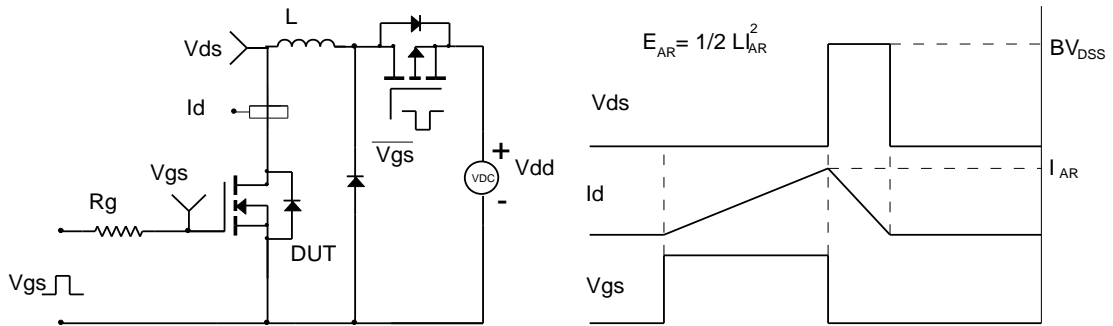 L
Vds
Id
Vgs
Vgs
+
VDC
Vdd
-
Rg
DUT
Vgs
E_AR = 1/2 LI_AR^2
BV_DSS
Vds
I_AR
Id
Vgs